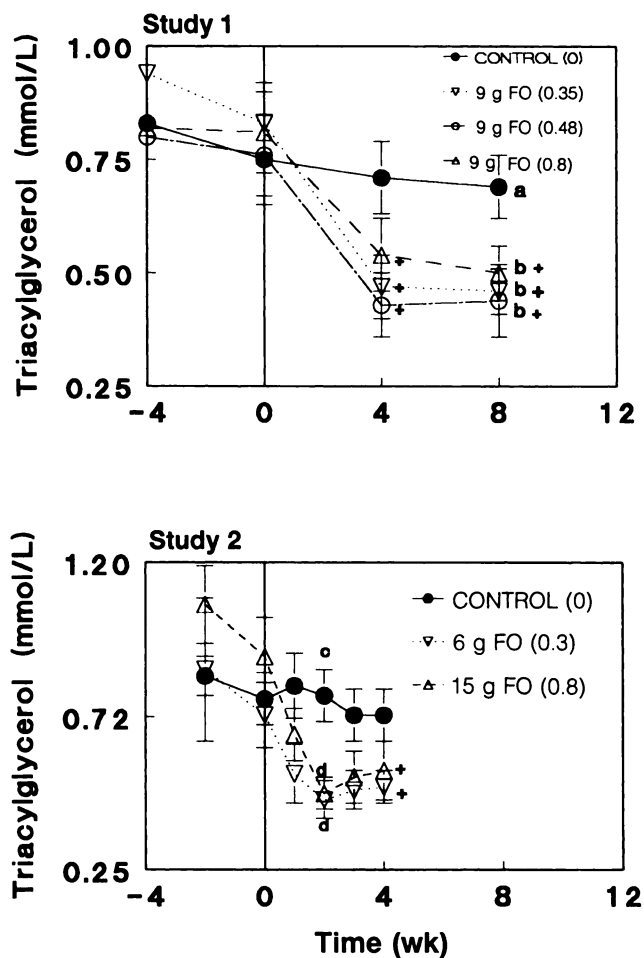 Study 1
Triacylglycerol (mmol/L)
1.00
0.75
0.50
0.25
CONTROL (0)
9 g FO (0.35)
9 g FO (0.48)
9 g FO (0.8)
a
+ b +
+ b +
+ b +
-4 0 4 8 12
Study 2
Triacylglycerol (mmol/L)
1.20
0.72
0.25
CONTROL (0)
6 g FO (0.3)
15 g FO (0.8)
c
d +
+
d
-4 0 4 8 12
Time (wk)